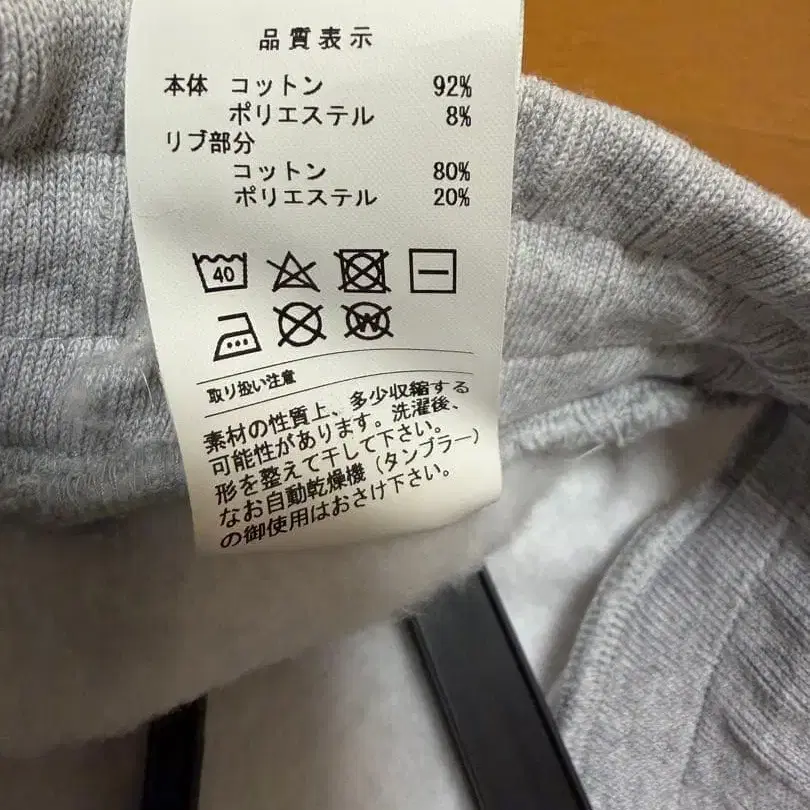 品質表示
本体 コットン 92%
ポリエステル 8%
リブ部分
コットン 80%
ポリエステル 20%
40
W
取り扱い注意
素材の性質上、多少収縮する
可能性があります。洗濯後、
形を整えて干して下さい。
なお自動乾燥機（タンブラー）
の御使用はおさけ下さい。